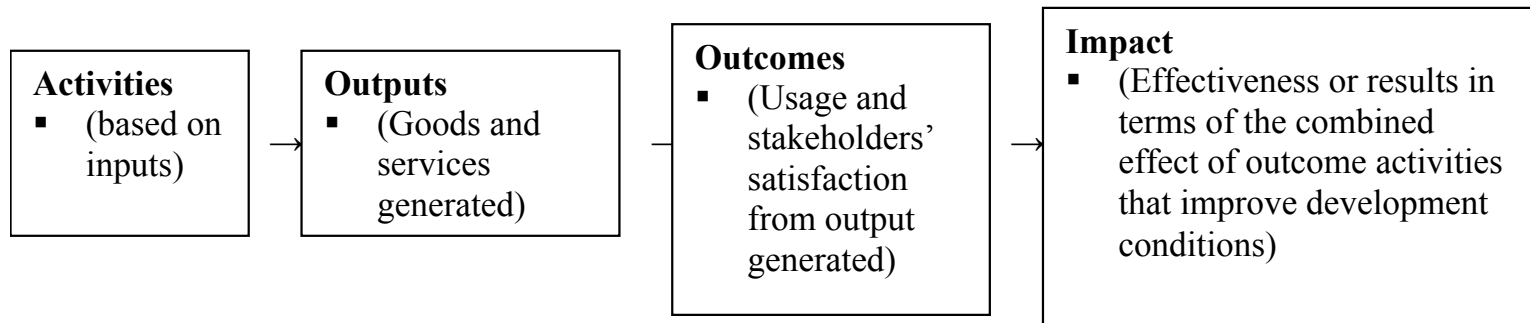 Activities
▪ (based on
inputs)
→
Outputs
▪ (Goods and
services
generated)
Outcomes
▪ (Usage and
stakeholders’
satisfaction
from output
generated)
→
Impact
▪ (Effectiveness or results in
terms of the combined
effect of outcome activities
that improve development
conditions)